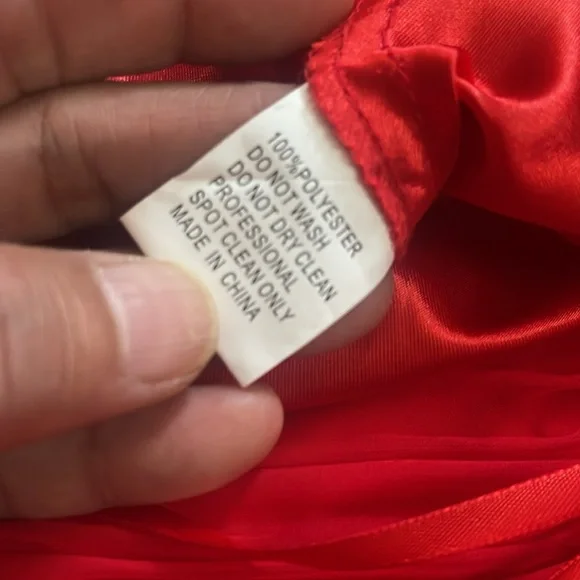 100%POLYESTER
DO NOT WASH
DO NOT DRY CLEAN
PROFESSIONAL
SPOT CLEAN ONLY
MADE IN CHINA